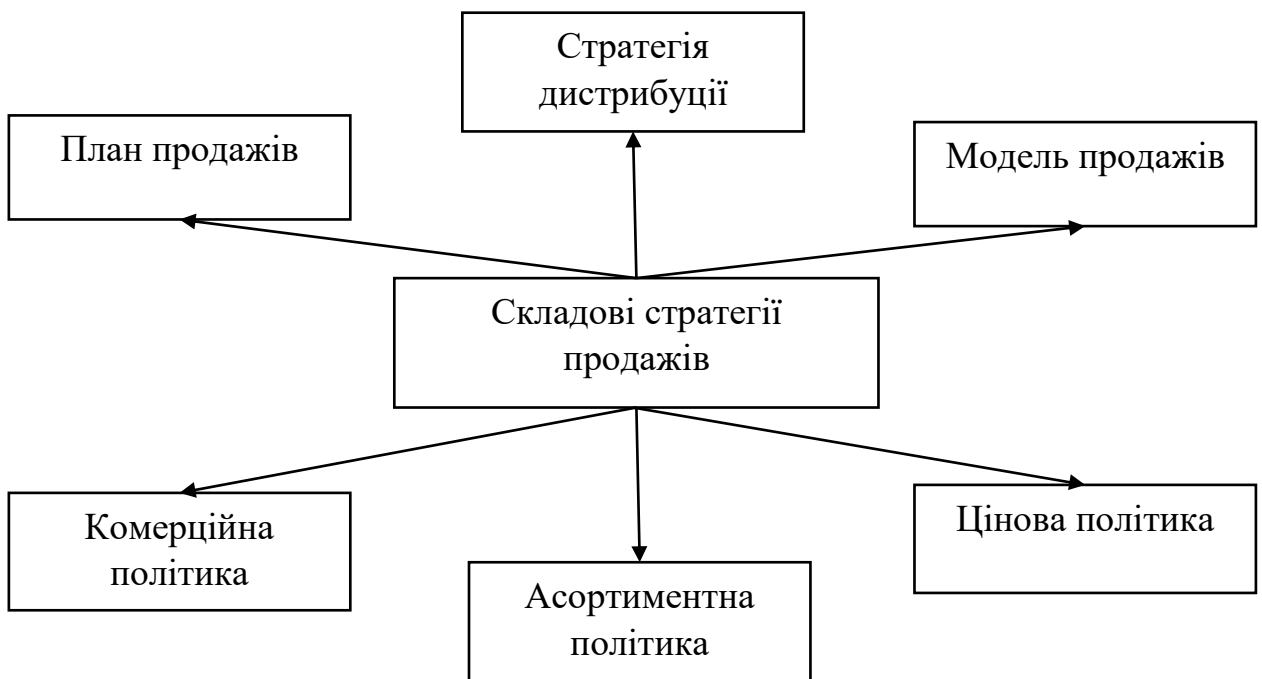 Стратегія
дистрибуції
План продажів
Модель продажів
Складові стратегії
продажів
Комерційна
політика
Цінова політика
Асортиментна
політика